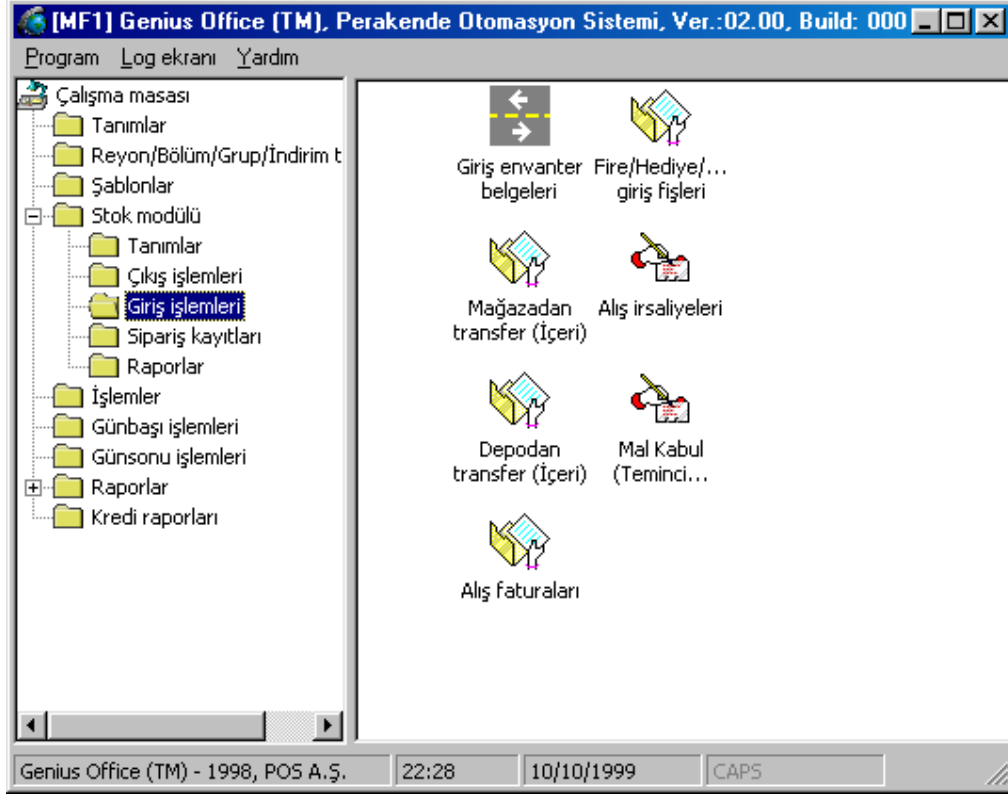 [MF1] Genius Office (TM), Perakende Otomasyon Sistemi, Ver.:02.00, Build: 000
Program Log ekranı Yardım
Çalışma masası
Tanımlar
Reyon/Bölüm/Grup/İndirim t
Şablonlar
Stok modülü
Tanımlar
Çıkış işlemleri
Giriş işlemleri
Sipariş kayıtları
Raporlar
İşlemler
Günbaşı işlemleri
Günsonu işlemleri
Raporlar
Kredi raporları
Giriş envanter
belgeleri
Fire/Hediye/...
giriş fişleri
Mağazadan
transfer (İçeri)
Alış irsaliyeleri
Depodan
transfer (İçeri)
Mal Kabul
(Teminci...
Alış faturaları
Genius Office (TM) - 1998, POS A.Ş. 22:28 10/10/1999 CAPS